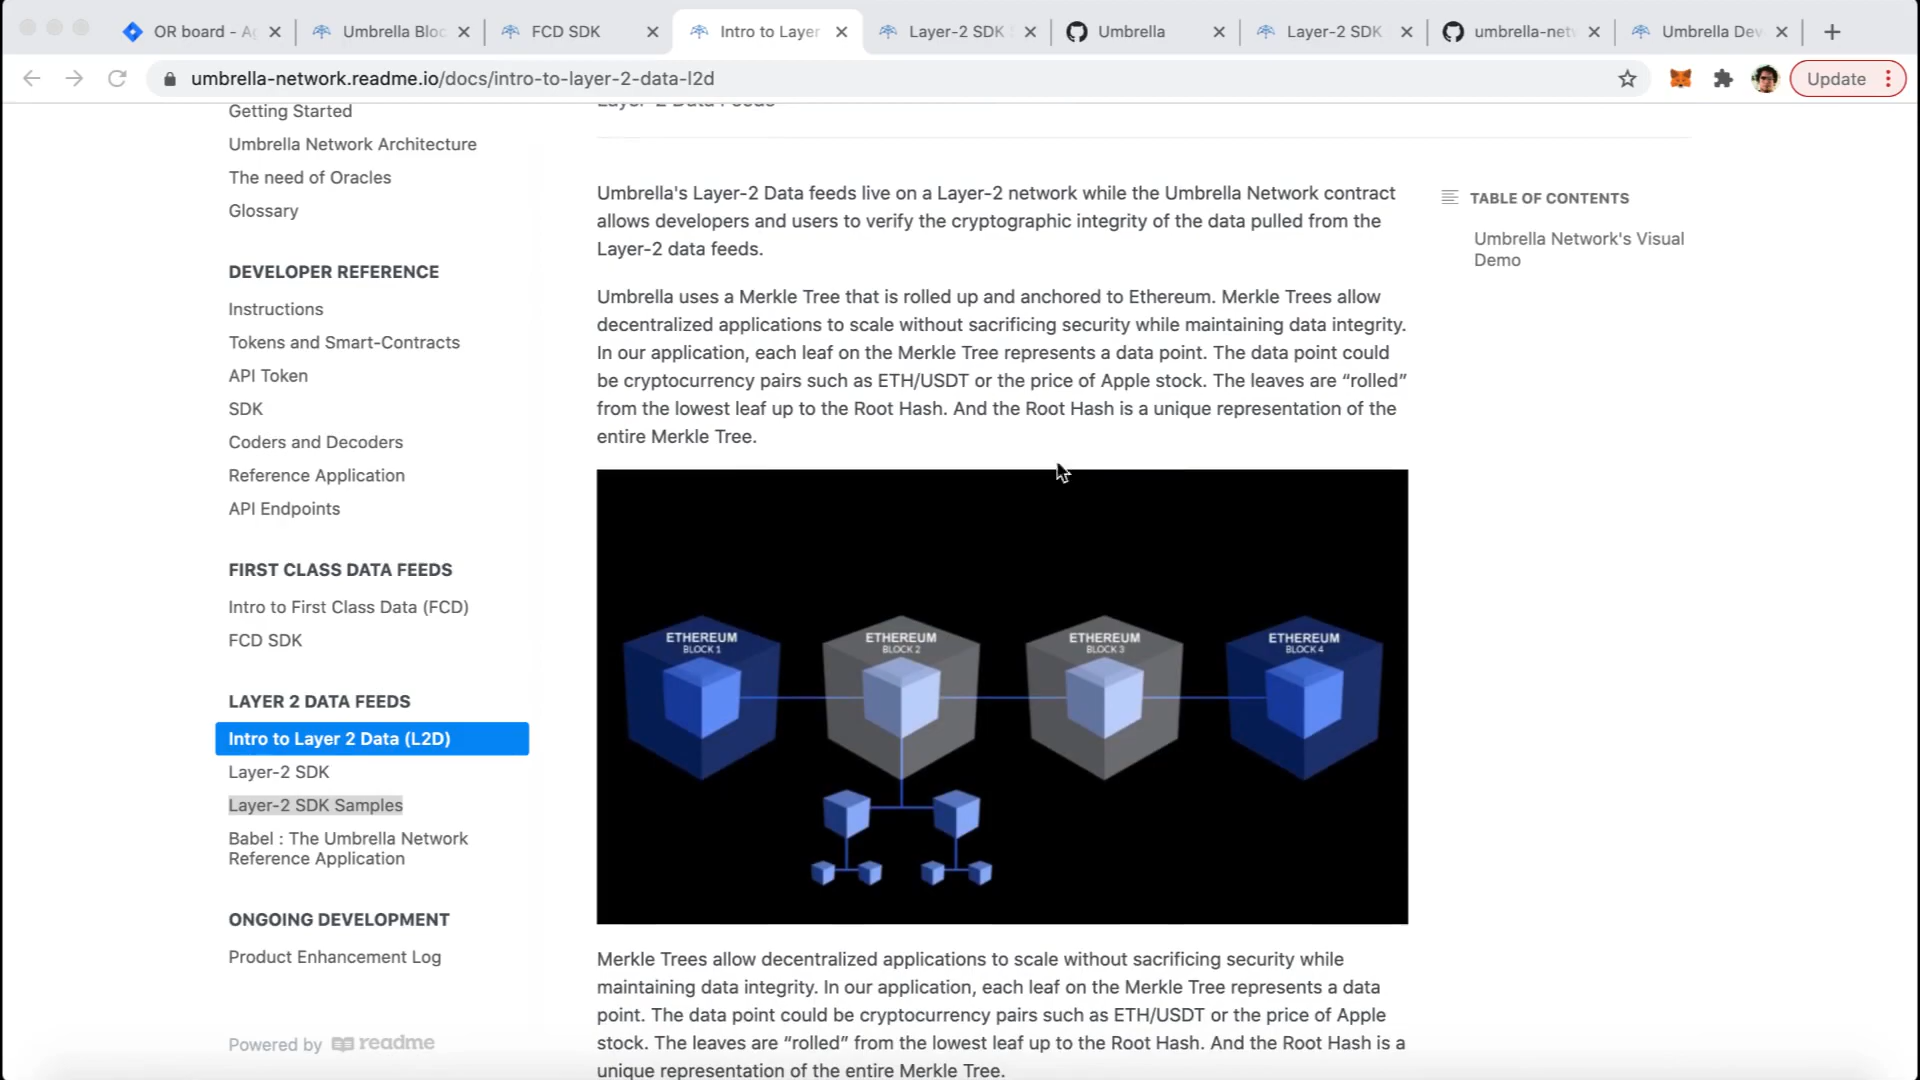 OR board - Ag
Umbrella Bloc
FCD SDK
Intro to Layer
Layer-2 SDK
Umbrella
Layer-2 SDK
umbrella-net
Umbrella Dev
umbrella-network.readme.io/docs/intro-to-layer-2-data-l2d
Update
Getting Started
Umbrella Network Architecture
The need of Oracles
Glossary
DEVELOPER REFERENCE
Instructions
Tokens and Smart-Contracts
API Token
SDK
Coders and Decoders
Reference Application
API Endpoints
FIRST CLASS DATA FEEDS
Intro to First Class Data (FCD)
FCD SDK
LAYER 2 DATA FEEDS
Intro to Layer 2 Data (L2D)
Layer-2 SDK
Layer-2 SDK Samples
Babel : The Umbrella Network
Reference Application
ONGOING DEVELOPMENT
Product Enhancement Log
Powered by readme
Layer-2 Data Feeds
Umbrella's Layer-2 Data feeds live on a Layer-2 network while the Umbrella Network contract
allows developers and users to verify the cryptographic integrity of the data pulled from the
Layer-2 data feeds.
Umbrella uses a Merkle Tree that is rolled up and anchored to Ethereum. Merkle Trees allow
decentralized applications to scale without sacrificing security while maintaining data integrity.
In our application, each leaf on the Merkle Tree represents a data point. The data point could
be cryptocurrency pairs such as ETH/USDT or the price of Apple stock. The leaves are “rolled”
from the lowest leaf up to the Root Hash. And the Root Hash is a unique representation of the
entire Merkle Tree.
ETHEREUM
BLOCK 1
ETHEREUM
BLOCK 2
ETHEREUM
BLOCK 3
ETHEREUM
BLOCK 4
Merkle Trees allow decentralized applications to scale without sacrificing security while
maintaining data integrity. In our application, each leaf on the Merkle Tree represents a data
point. The data point could be cryptocurrency pairs such as ETH/USDT or the price of Apple
stock. The leaves are “rolled” from the lowest leaf up to the Root Hash. And the Root Hash is a
unique representation of the entire Merkle Tree.
TABLE OF CONTENTS
Umbrella Network's Visual
Demo